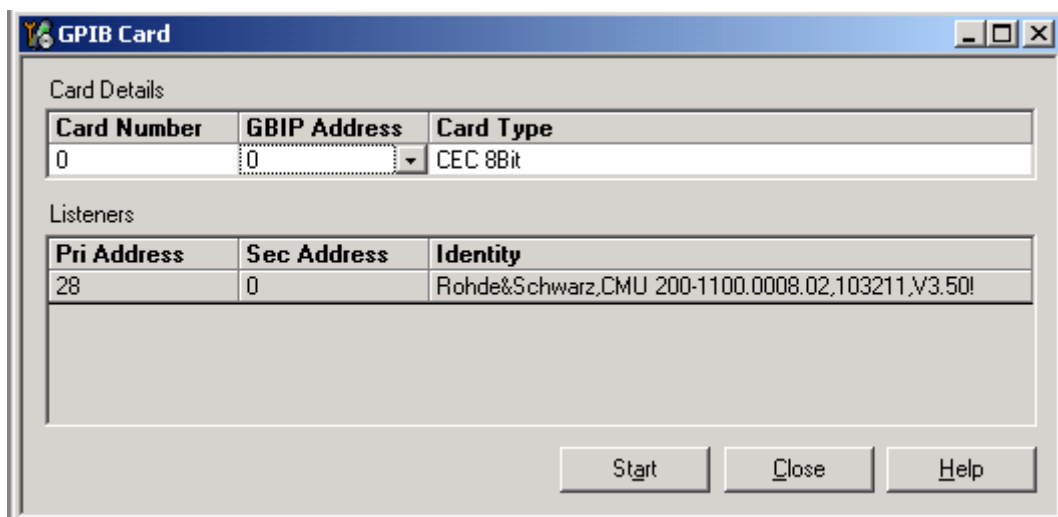 GPIB Card
Card Details
Card Number GBIP Address Card Type
0 0 CEC 8Bit
Listeners
Pri Address Sec Address Identity
28 0 Rohde&Schwarz,CMU 200-1100.0008.02,103211,V3.50!
Start Close Help